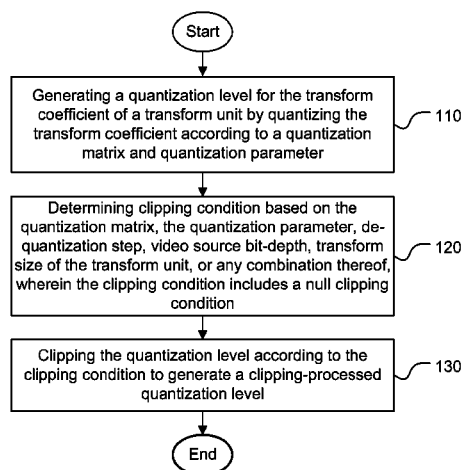 Start
Generating a quantization level for the transform
coefficient of a transform unit by quantizing the
transform coefficient according to a quantization
matrix and quantization parameter
110
Determining clipping condition based on the
quantization matrix, the quantization parameter, de-
quantization step, video source bit-depth, transform
size of the transform unit, or any combination thereof,
wherein the clipping condition includes a null clipping
condition
120
Clipping the quantization level according to the
clipping condition to generate a clipping-processed
quantization level
130
End